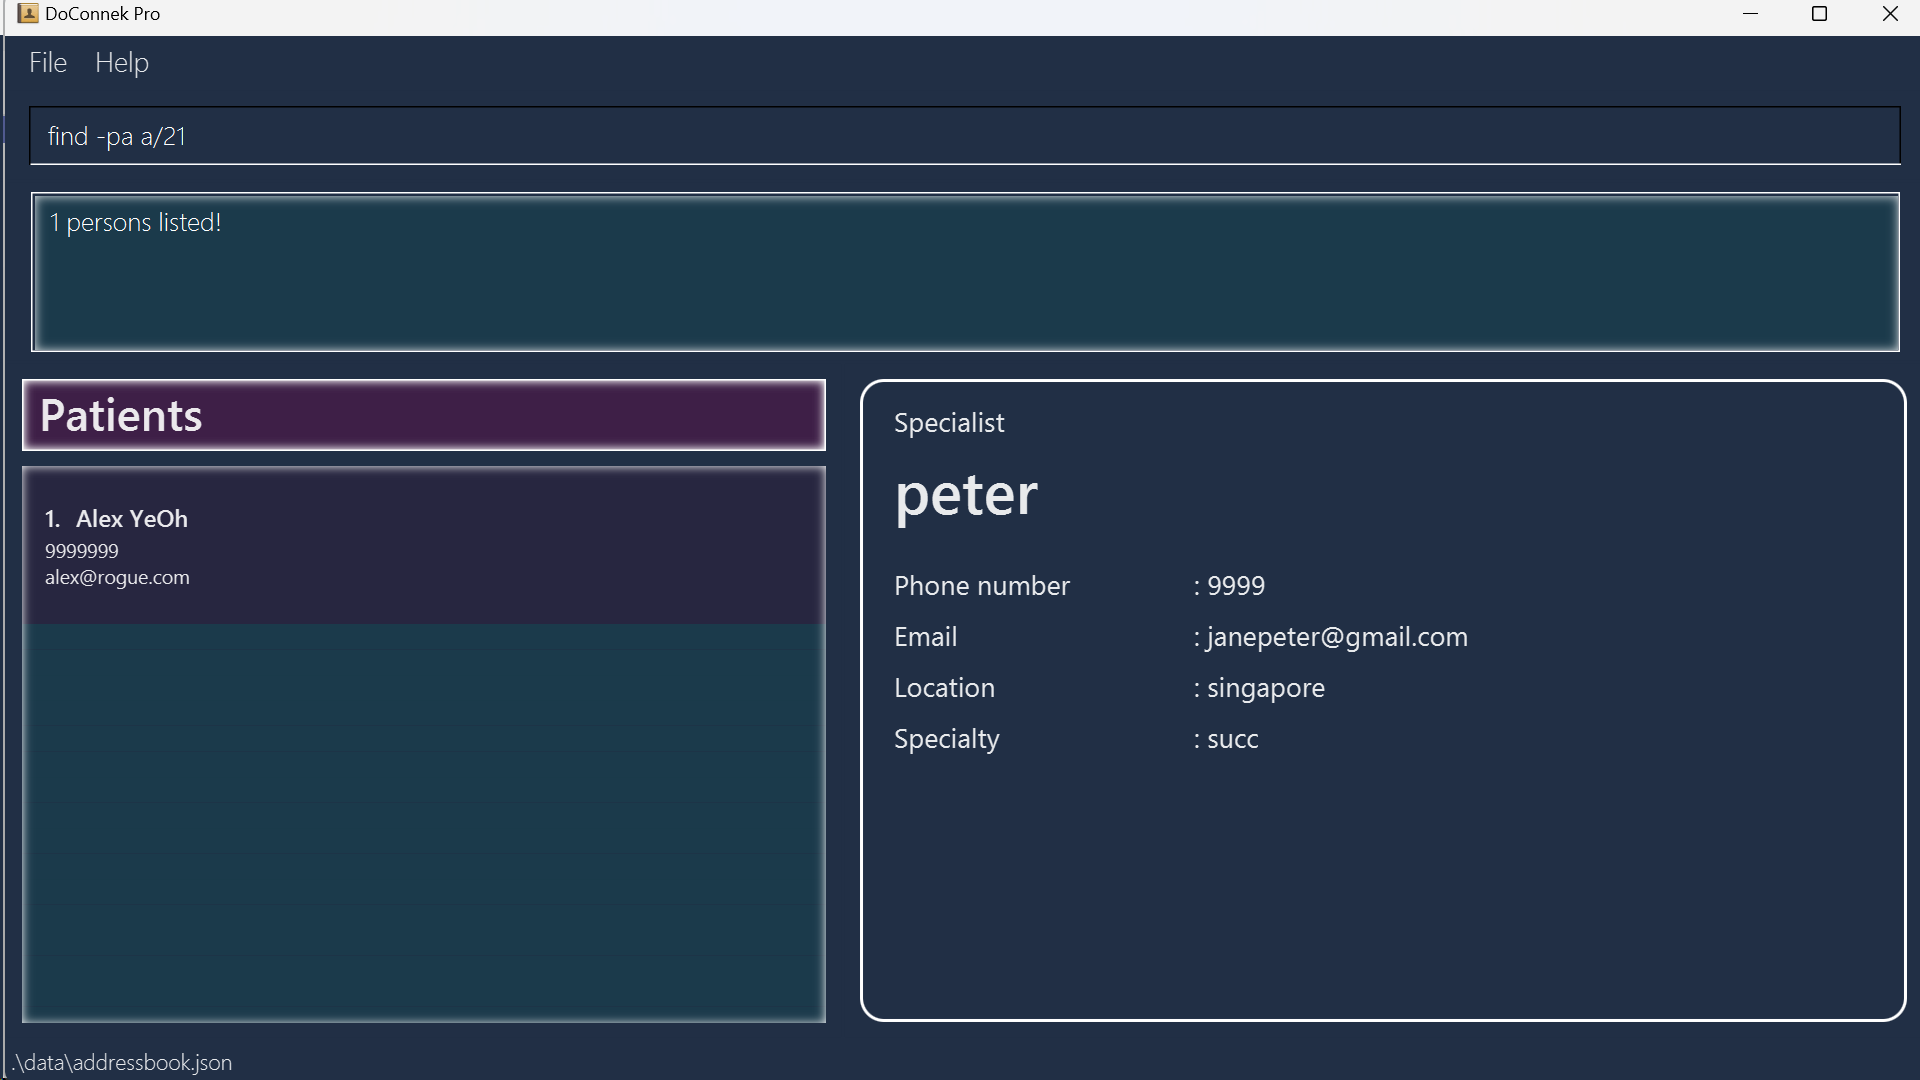 DoConnek Pro
File Help
find -pa a/21
1 persons listed!
Patients
1. Alex YeOh
9999999
alex@rogue.com
Specialist
peter
Phone number : 9999
Email : janepeter@gmail.com
Location : singapore
Specialty : succ
.\data\addressbook.json